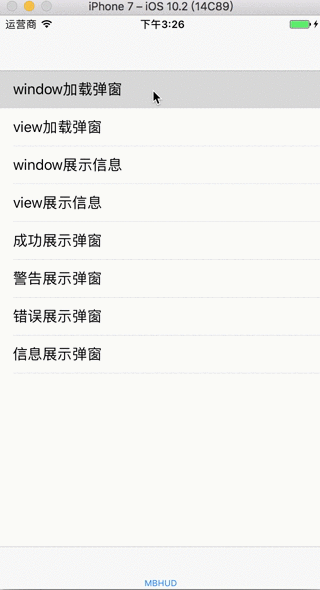 iPhone 7 – iOS 10.2 (14C89)
运营商 下午3:26
window加载弹窗
view加载弹窗
window展示信息
view展示信息
成功展示弹窗
警告展示弹窗
错误展示弹窗
信息展示弹窗
MBHUD